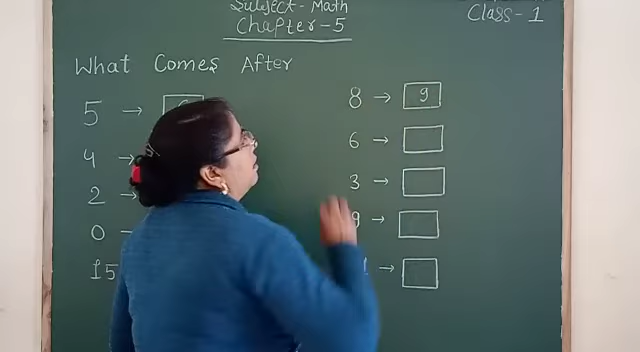 Subject - Math
Chapter - 5
Class - 1
What Comes After
5 →
4 →
2 →
0
15
8 → 9
6 →
3 →
9 →
→